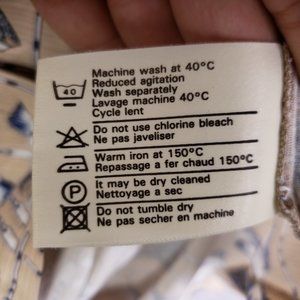 Machine wash at 40°C
40
Reduced agitation
Wash separately
Lavage machine 40°C
Cycle lent
Do not use chlorine bleach
Ne pas javeliser
Warm iron at 150°C
Repassage a fer chaud 150°C
P
It may be dry cleaned
Nettoyage a sec
Do not tumble dry
Ne pas secher en machine